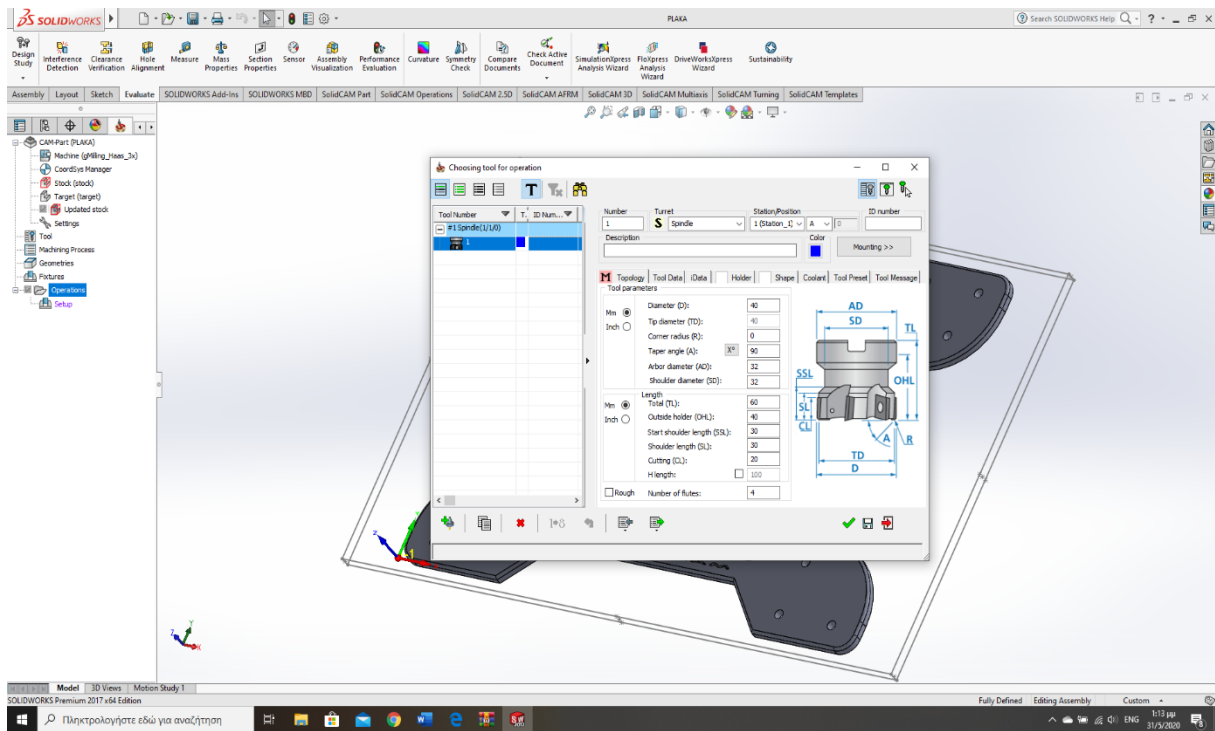 SOLIDWORKS
PLAKA
Search SOLIDWORKS Help
Design Study
Interference Detection
Clearance Verification
Hole Alignment
Measure
Mass Properties
Section Properties
Sensor
Assembly Visualization
Performance Evaluation
Curvature
Symmetry Check
Compare Documents
Check Active Document
SimulationXpress Analysis Wizard
FloXpress Analysis Wizard
DriveWorksXpress Wizard
Sustainability
Assembly Layout Sketch Evaluate SOLIDWORKS Add-Ins SOLIDWORKS MBD SolidCAM Part SolidCAM Operations SolidCAM 2.5D SolidCAM AFRM SolidCAM 3D SolidCAM Multiaxis SolidCAM Turning SolidCAM Templates
CAM-Part (PLAKA)
Machine (gMilling_Haas_3x)
CoordSys Manager
Stock (stock)
Target (target)
Updated stock
Settings
Tool
Machining Process
Geometries
Fixtures
Operations
Setup
Choosing tool for operation
Tool Number T. ID Num...
#1 Spindle(1/1/0)
1
Number Turret Station/Position ID number
1 S Spindle 1 (Station_1) A 0
Description Color
Mounting >>
M Topology Tool Data iData Holder Shape Coolant Tool Preset Tool Message
Tool parameters
Mm
Inch
Diameter (D): 40
Tip diameter (TD): 40
Corner radius (R): 0
Taper angle (A): X° 90
Arbor diameter (AD): 32
Shoulder diameter (SD): 32
Length
Mm
Inch
Total (TL): 60
Outside holder (OHL): 40
Start shoulder length (SSL): 30
Shoulder length (SL): 30
Cutting (CL): 20
H length: 100
Rough Number of flutes: 4
AD
SD
TL
SSL
OHL
SL
CL
A
R
TD
D
Z
1
Y
Z
X
Model 3D Views Motion Study 1
SOLIDWORKS Premium 2017 x64 Edition
Fully Defined Editing Assembly Custom
Πληκτρολογήστε εδώ για αναζήτηση
ENG
1:13 μμ
31/5/2020